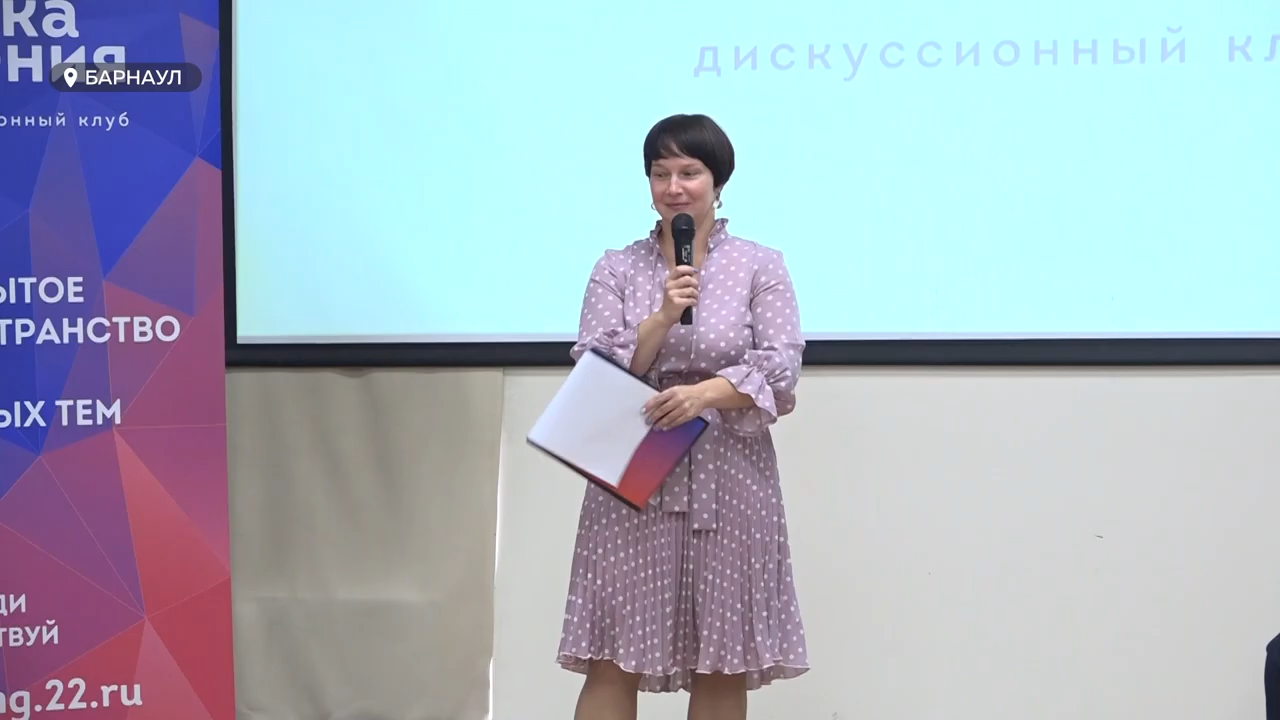 ка
ния
БАРНАУЛ
онный клуб
дискуссионный кл
ЫТОЕ
ТРАНСТВО
ЫХ ТЕМ
ДИ
ТВУЙ
ng.22.ru